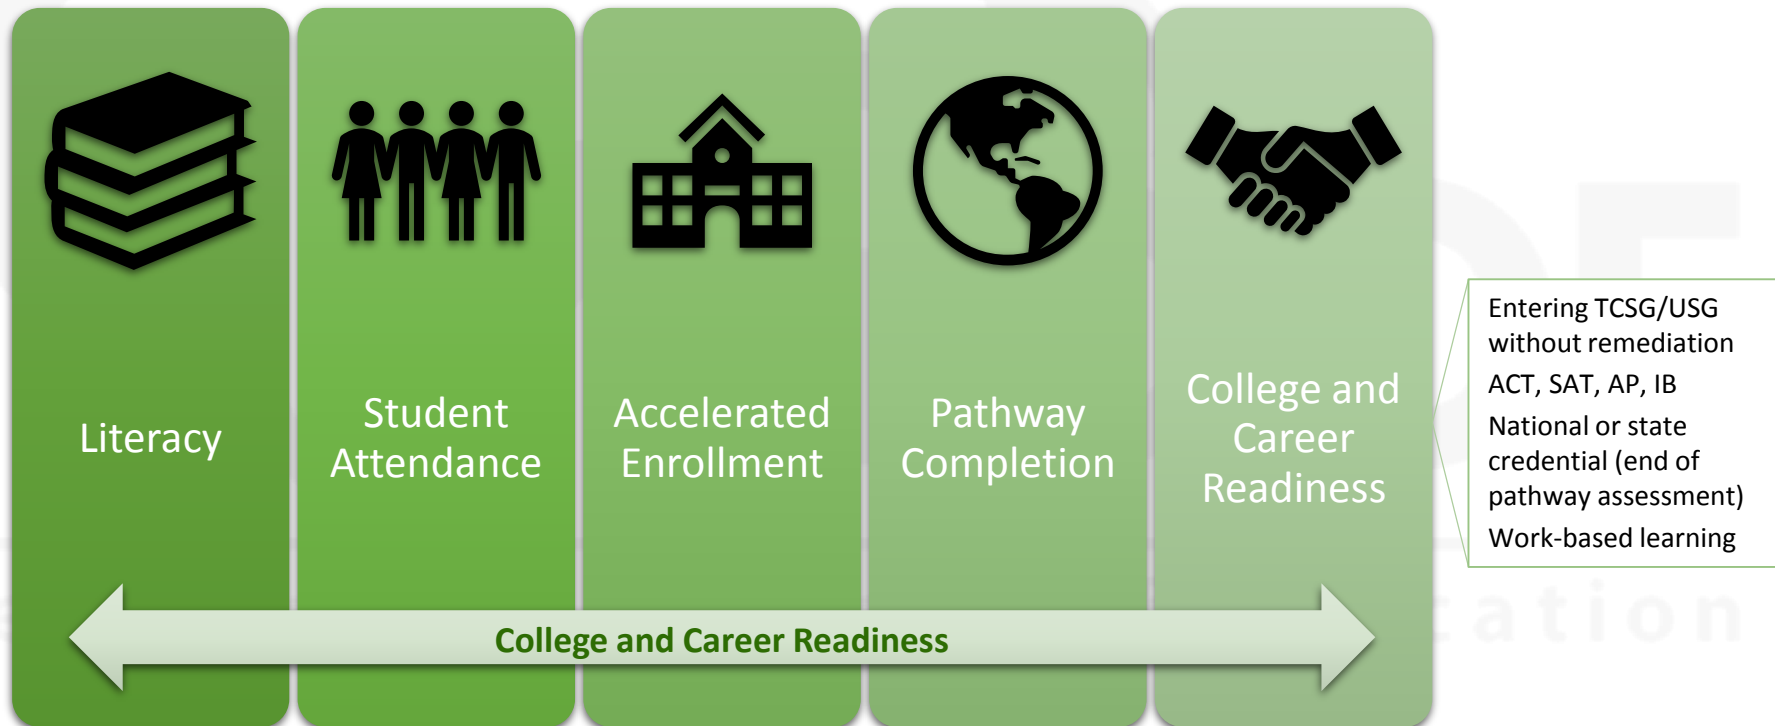 Literacy
Student
Attendance
Accelerated
Enrollment
Pathway
Completion
College and
Career
Readiness
Entering TCSG/USG
without remediation
ACT, SAT, AP, IB
National or state
credential (end of
pathway assessment)
Work-based learning
College and Career Readiness